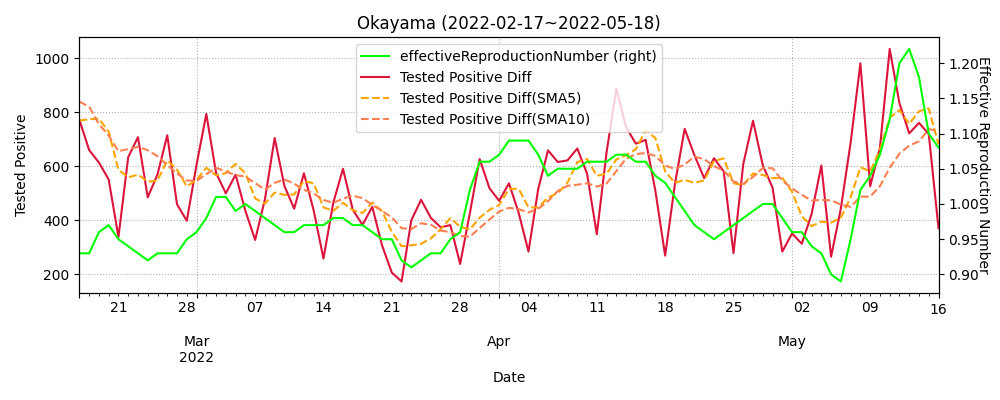 Okayama (2022-02-17~2022-05-18)
effectiveReproductionNumber (right)
Tested Positive Diff
Tested Positive Diff(SMA5)
Tested Positive Diff(SMA10)
Tested Positive
1000
800
600
400
200
Effective Reproduction Number
1.20
1.15
1.10
1.05
1.00
0.95
0.90
21 28 07 14 21 28 04 11 18 25 02 09 16
Mar Apr May
2022
Date